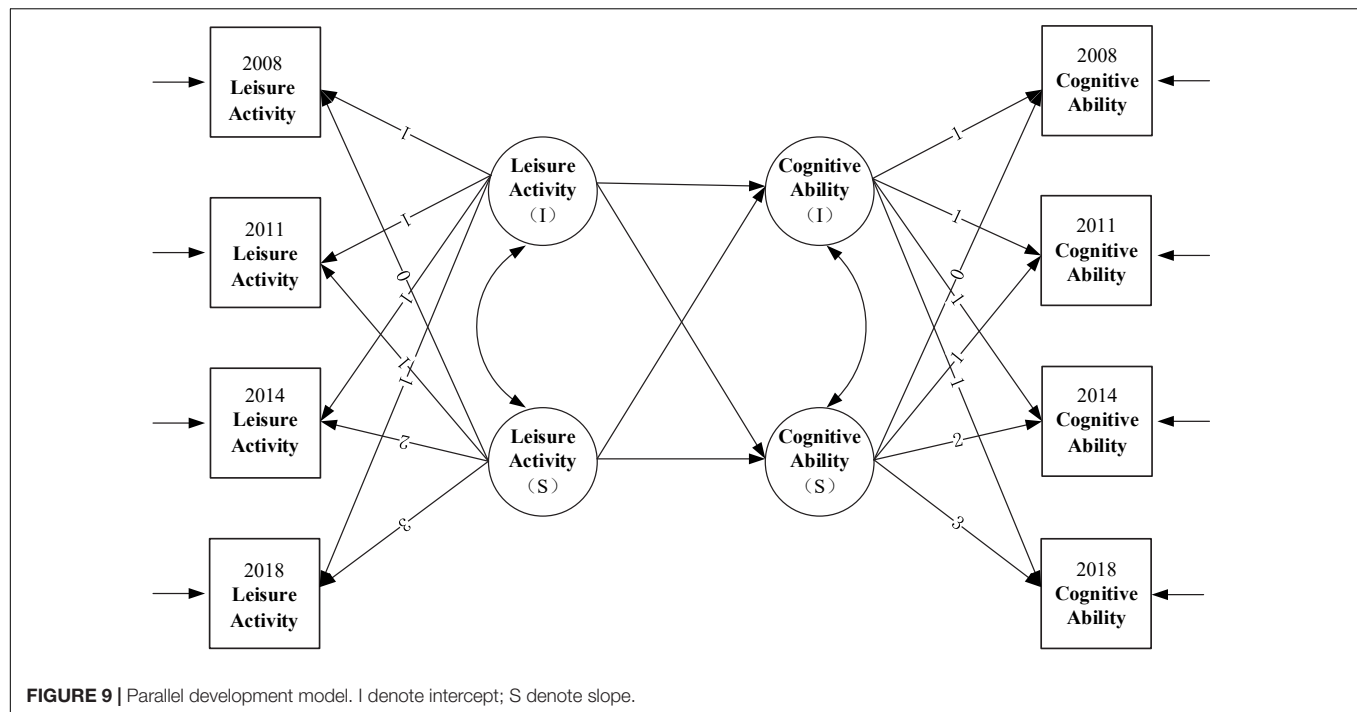 2008
Leisure
Activity
2011
Leisure
Activity
2014
Leisure
Activity
2018
Leisure
Activity
1
1
1
1
0
1
2
3
Leisure
Activity
（I）
Leisure
Activity
（S）
Cognitive
Ability
（I）
Cognitive
Ability
（S）
1
1
1
1
0
1
2
3
2008
Cognitive
Ability
2011
Cognitive
Ability
2014
Cognitive
Ability
2018
Cognitive
Ability
FIGURE 9 | Parallel development model. I denote intercept; S denote slope.